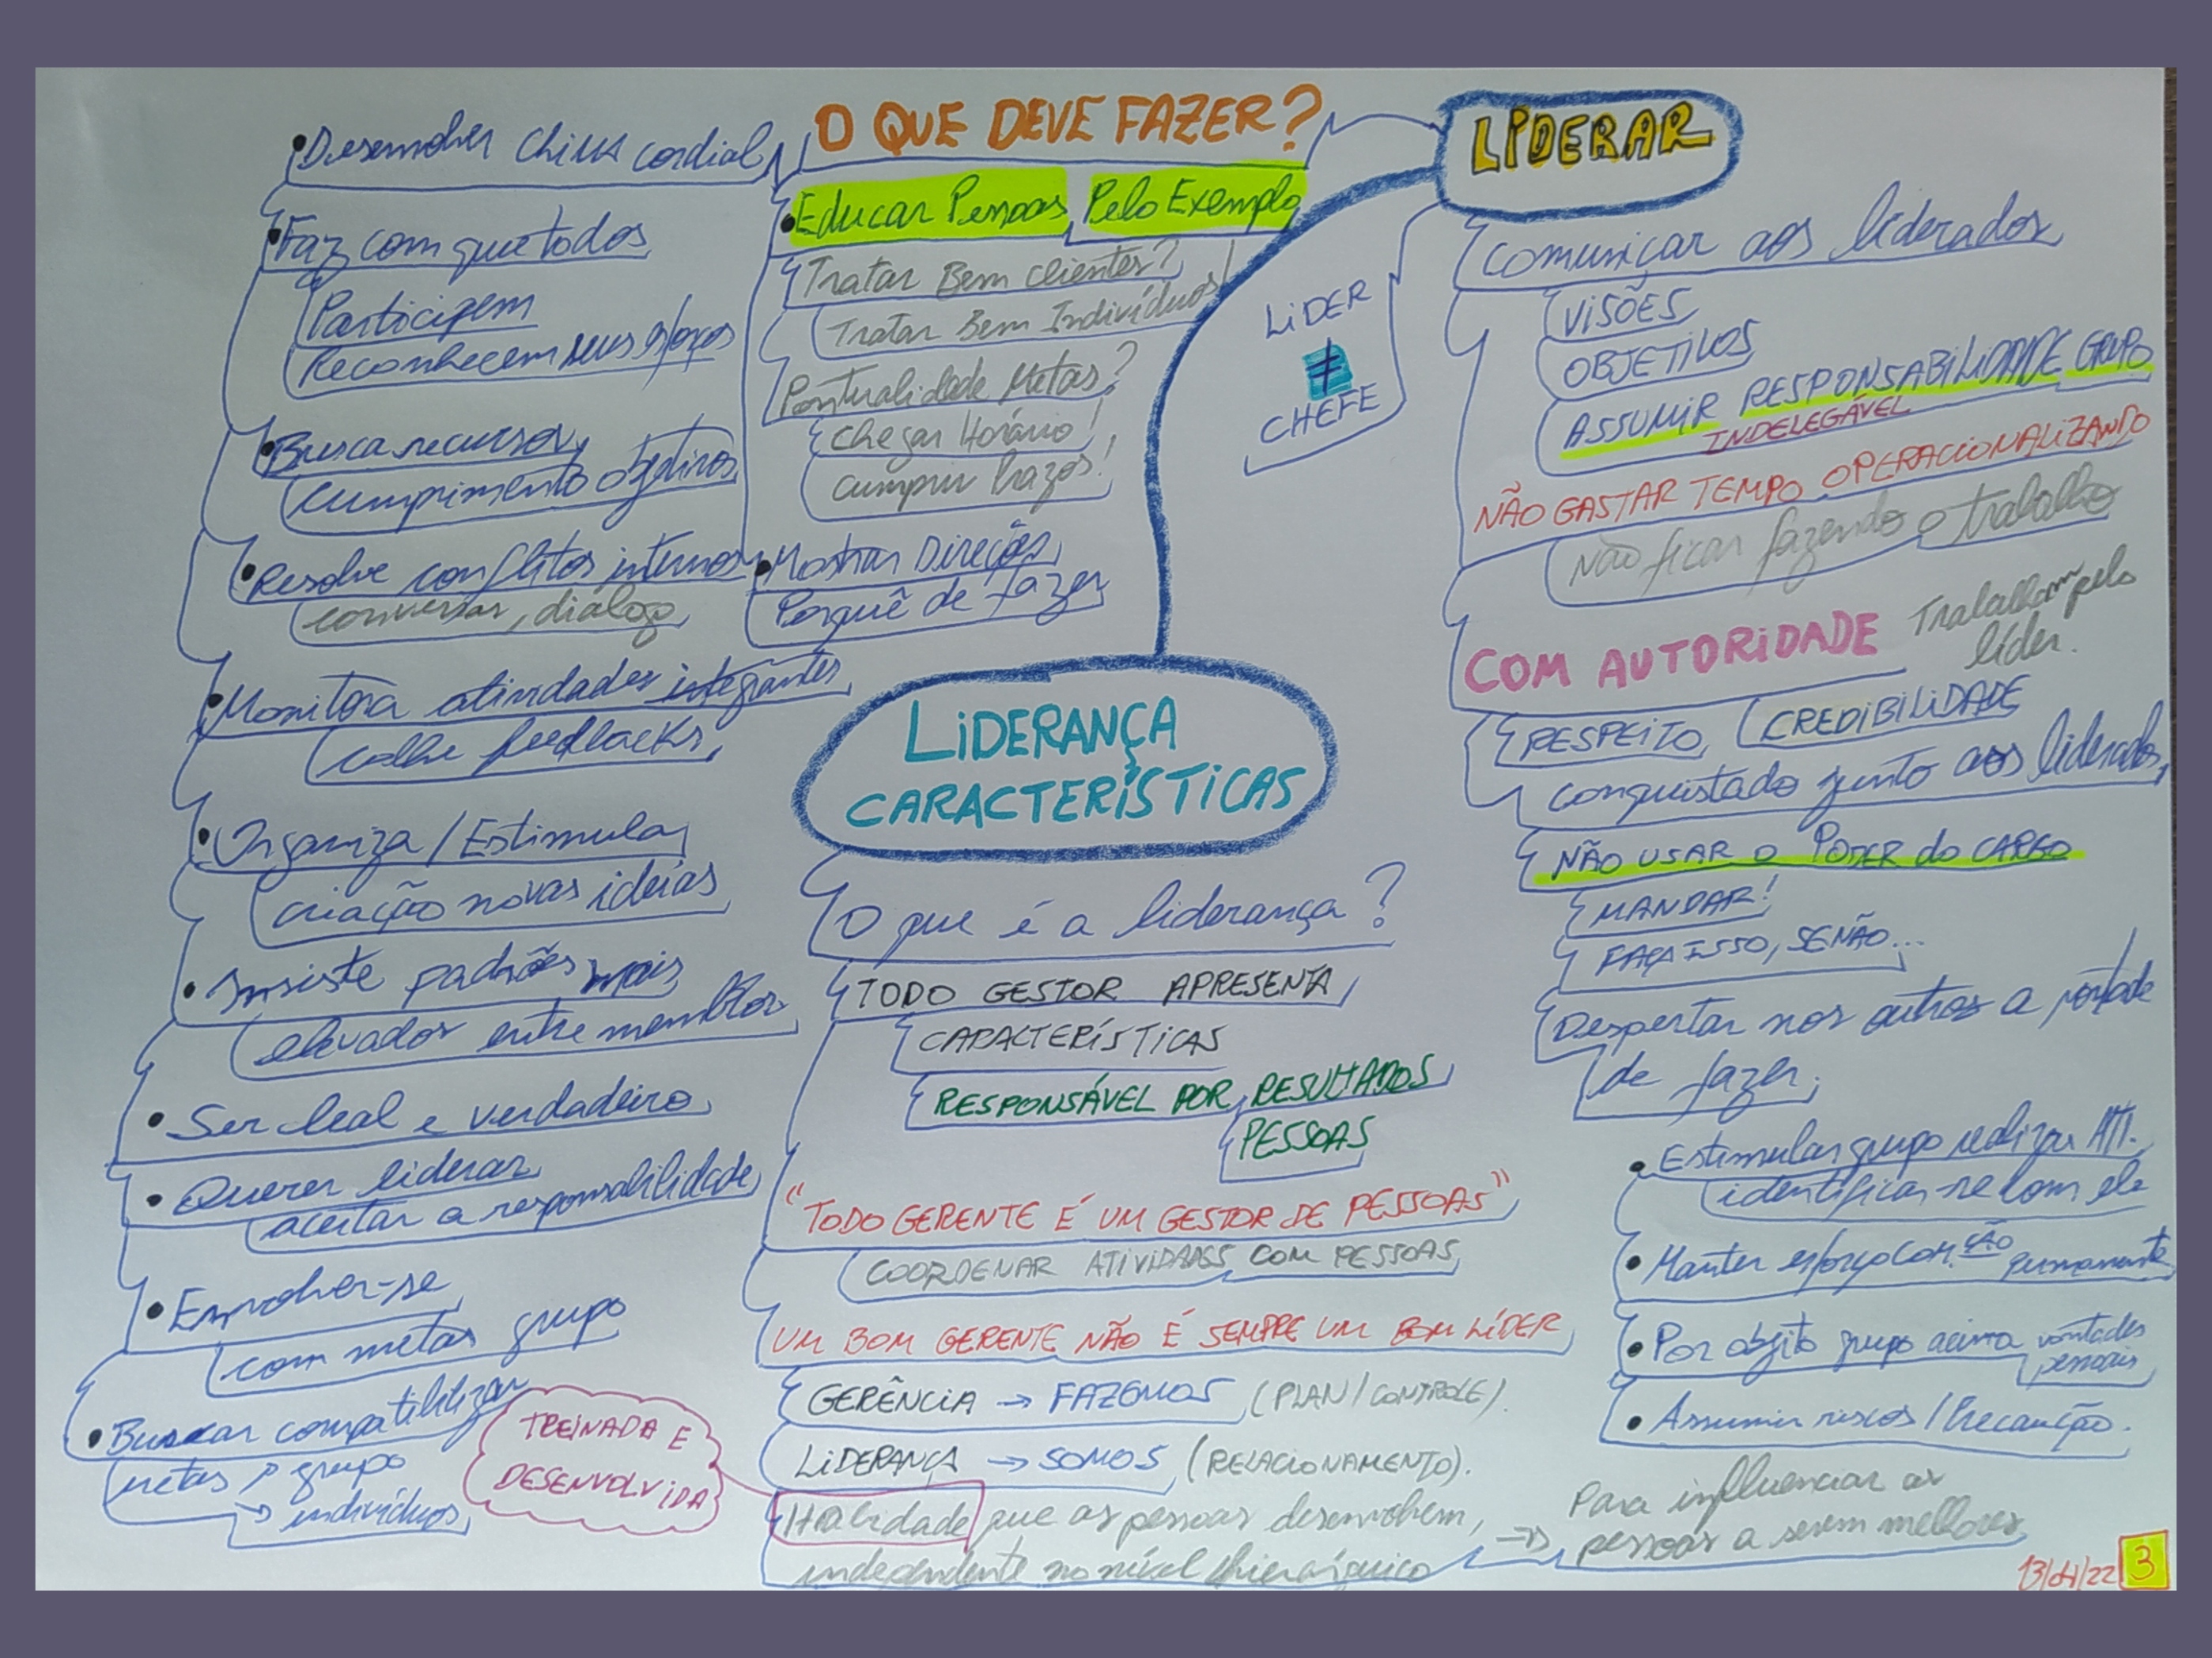 LIDERANÇA
CARACTERÍSTICAS
LIDERAR
LÍDER
≠
CHEFE
O QUE DEVE FAZER?
• Educar Pessoas Pelo Exemplo
Tratar Bem clientes?
Tratar Bem Indivíduos!
Pontualidade Metas?
Chegar Horário!
Cumprir Prazos!
• Mostrar Direções
Porquê de fazer
• Desenvolver Clima cordial
• Faz com que todos
Participem
Reconhecem seus esforços
• Busca recursos
Cumprimento objetivos
• Resolve conflitos internos
conversar, diálogo
• Monitora atividades integrantes
colhe feedbacks
• Organiza / Estimula
criação novas ideias
• Insiste padrões mais
elevados entre membros
• Ser leal e verdadeiro
• Querer liderar
aceitar a responsabilidade
• Envolver-se
com metas grupo
• Buscar compatibilizar
metas → grupo
→ indivíduos
Comunicar aos liderados
VISÕES
OBJETIVOS
ASSUMIR RESPONSABILIDADE GRUPO
INDELEGÁVEL
NÃO GASTAR TEMPO OPERACIONALIZANDO
Não ficar fazendo o trabalho
COM AUTORIDADE
Trabalham pelo
líder.
RESPEITO, CREDIBILIDADE
conquistado junto aos liderados
NÃO USAR O PODER do CARGO
MANDAR!
FAÇA ISSO, SENÃO...
Despertar nos outros a vontade
de fazer;
• Estimular grupo realizar ATI.
identificar-se com ele
• Manter esforço com.ção permanente
• Por objeto grupo acima vontades
pessoais
• Assumir riscos / Precaução.
O que é a liderança?
TODO GESTOR APRESENTA
CARACTERÍSTICAS
RESPONSÁVEL POR RESULTADOS
PESSOAS
"TODO GERENTE É UM GESTOR DE PESSOAS"
COORDENAR ATIVIDADES COM PESSOAS
UM BOM GERENTE NÃO É SEMPRE UM BOM LÍDER
GERÊNCIA → FAZEMOS (PLAN/CONTROLE).
LIDERANÇA → SOMOS (RELACIONAMENTO).
Habilidade que as pessoas desenvolvem,
independente no nível hierárquico
→ Para influenciar as
pessoas a serem melhores
TREINADA E
DESENVOLVIDA
13/04/22 3